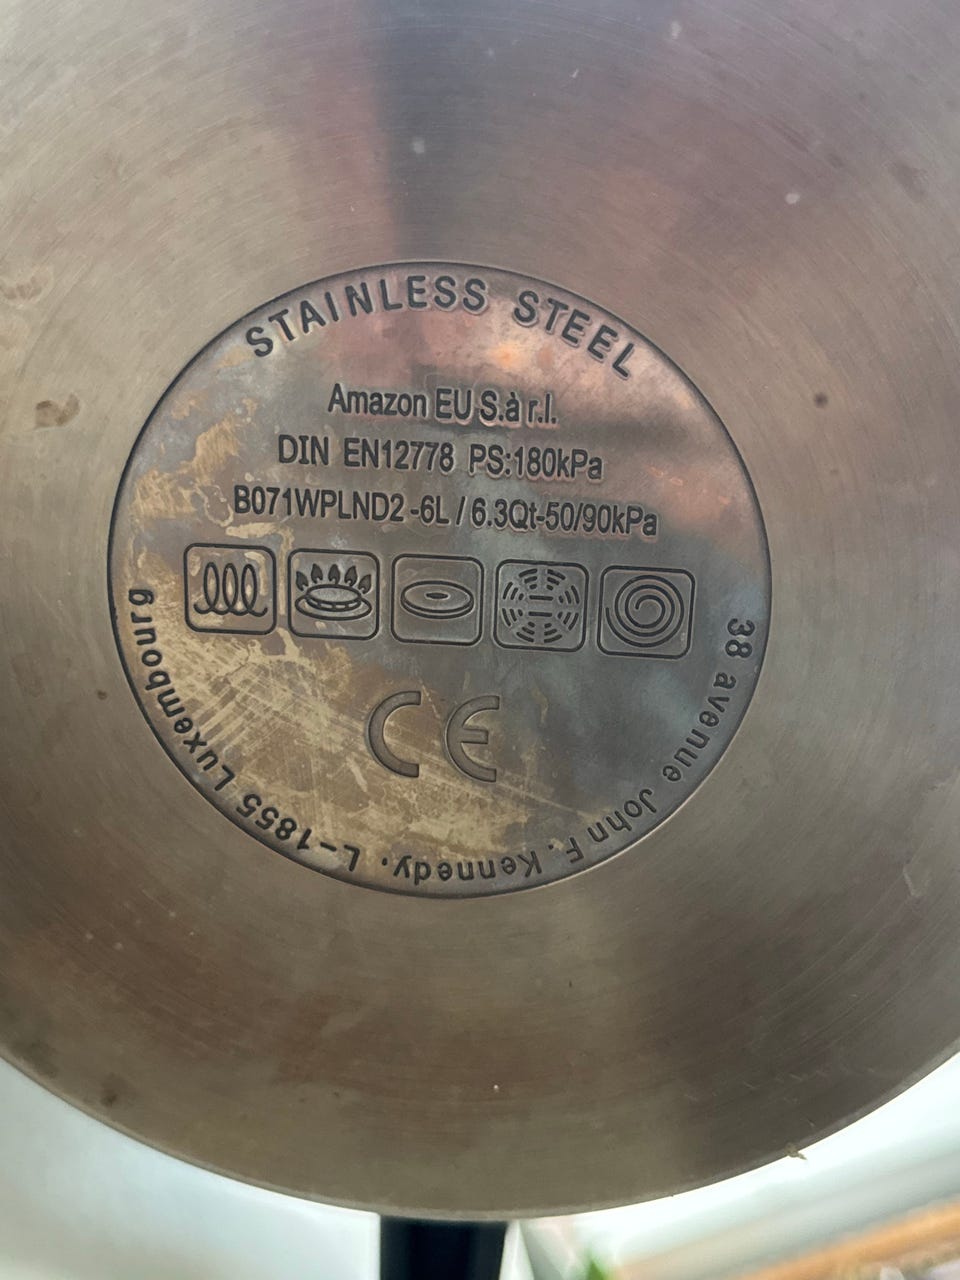 STAINLESS STEEL
Amazon EU S.à r.l.
DIN EN12778 PS:180kPa
B071WPLND2 -6L / 6.3Qt-50/90kPa
CE
38 avenue John F. Kennedy, L-1855 Luxembourg